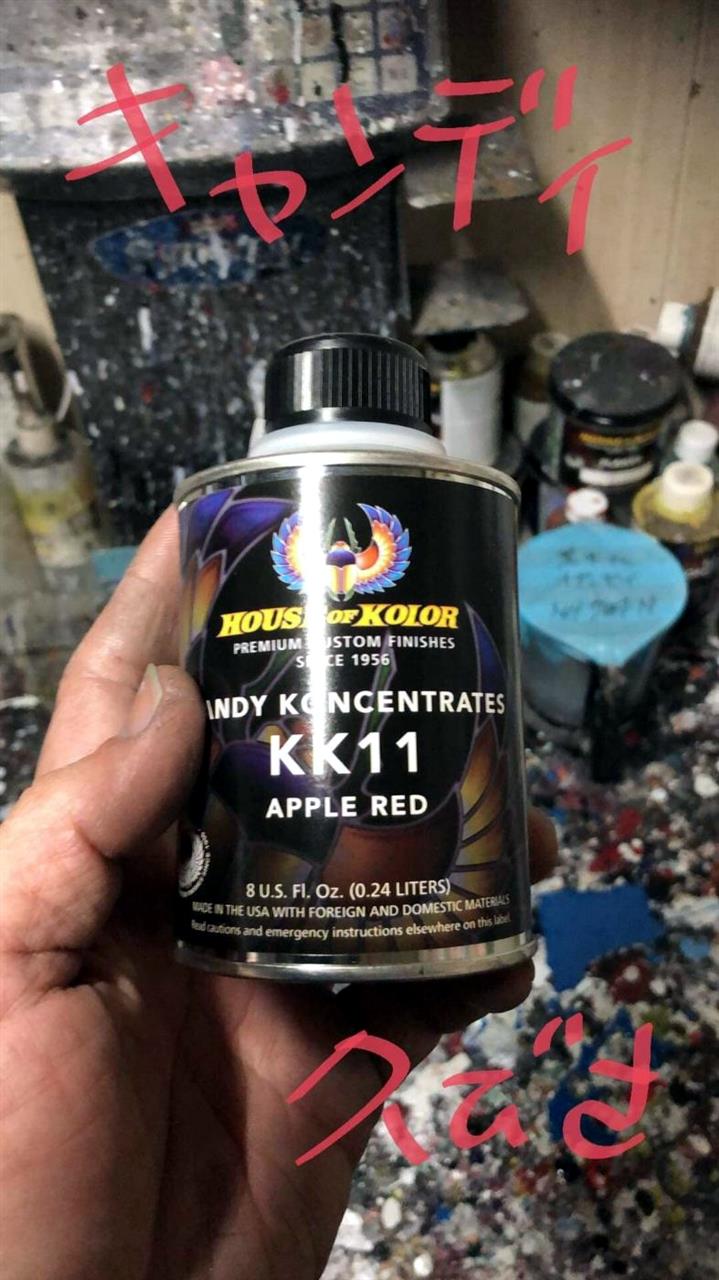 キャンディ
HOUSE OF KOLOR
PREMIUM CUSTOM FINISHES
SINCE 1956
ANDY KONCENTRATES
KK11
APPLE RED
8 U.S. Fl. Oz. (0.24 LITERS)
MADE IN THE USA WITH FOREIGN AND DOMESTIC MATERIALS
Read cautions and emergency instructions elsewhere on this label.
久びさ